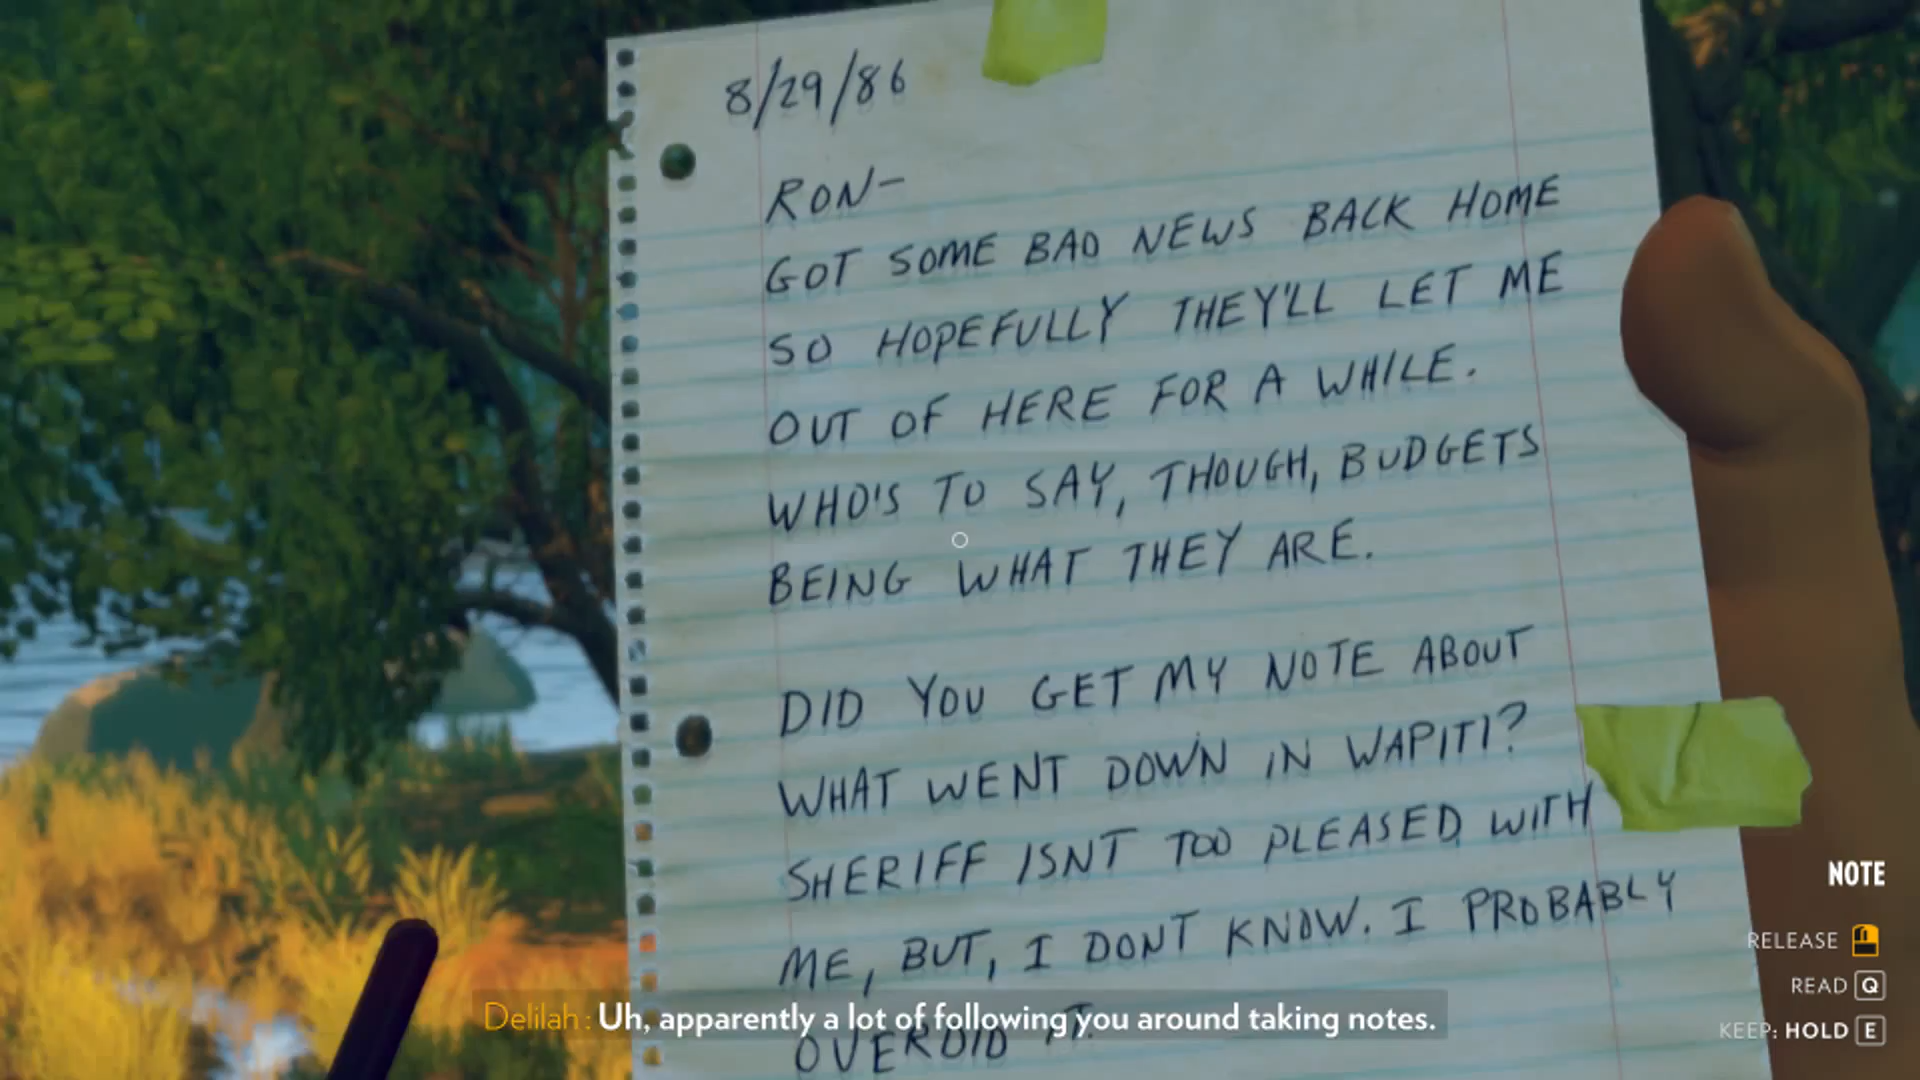 8/29/86
RON-
GOT SOME BAD NEWS BACK HOME
SO HOPEFULLY THEY'LL LET ME
OUT OF HERE FOR A WHILE.
WHO'S TO SAY, THOUGH, BUDGETS
BEING WHAT THEY ARE.
DID YOU GET MY NOTE ABOUT
WHAT WENT DOWN IN WAPITI?
SHERIFF ISNT TOO PLEASED WITH
ME, BUT, I DONT KNOW. I PROBABLY
OVERDID IT.
Delilah: Uh, apparently a lot of following you around taking notes.
NOTE
RELEASE
READ Q
KEEP: HOLD E